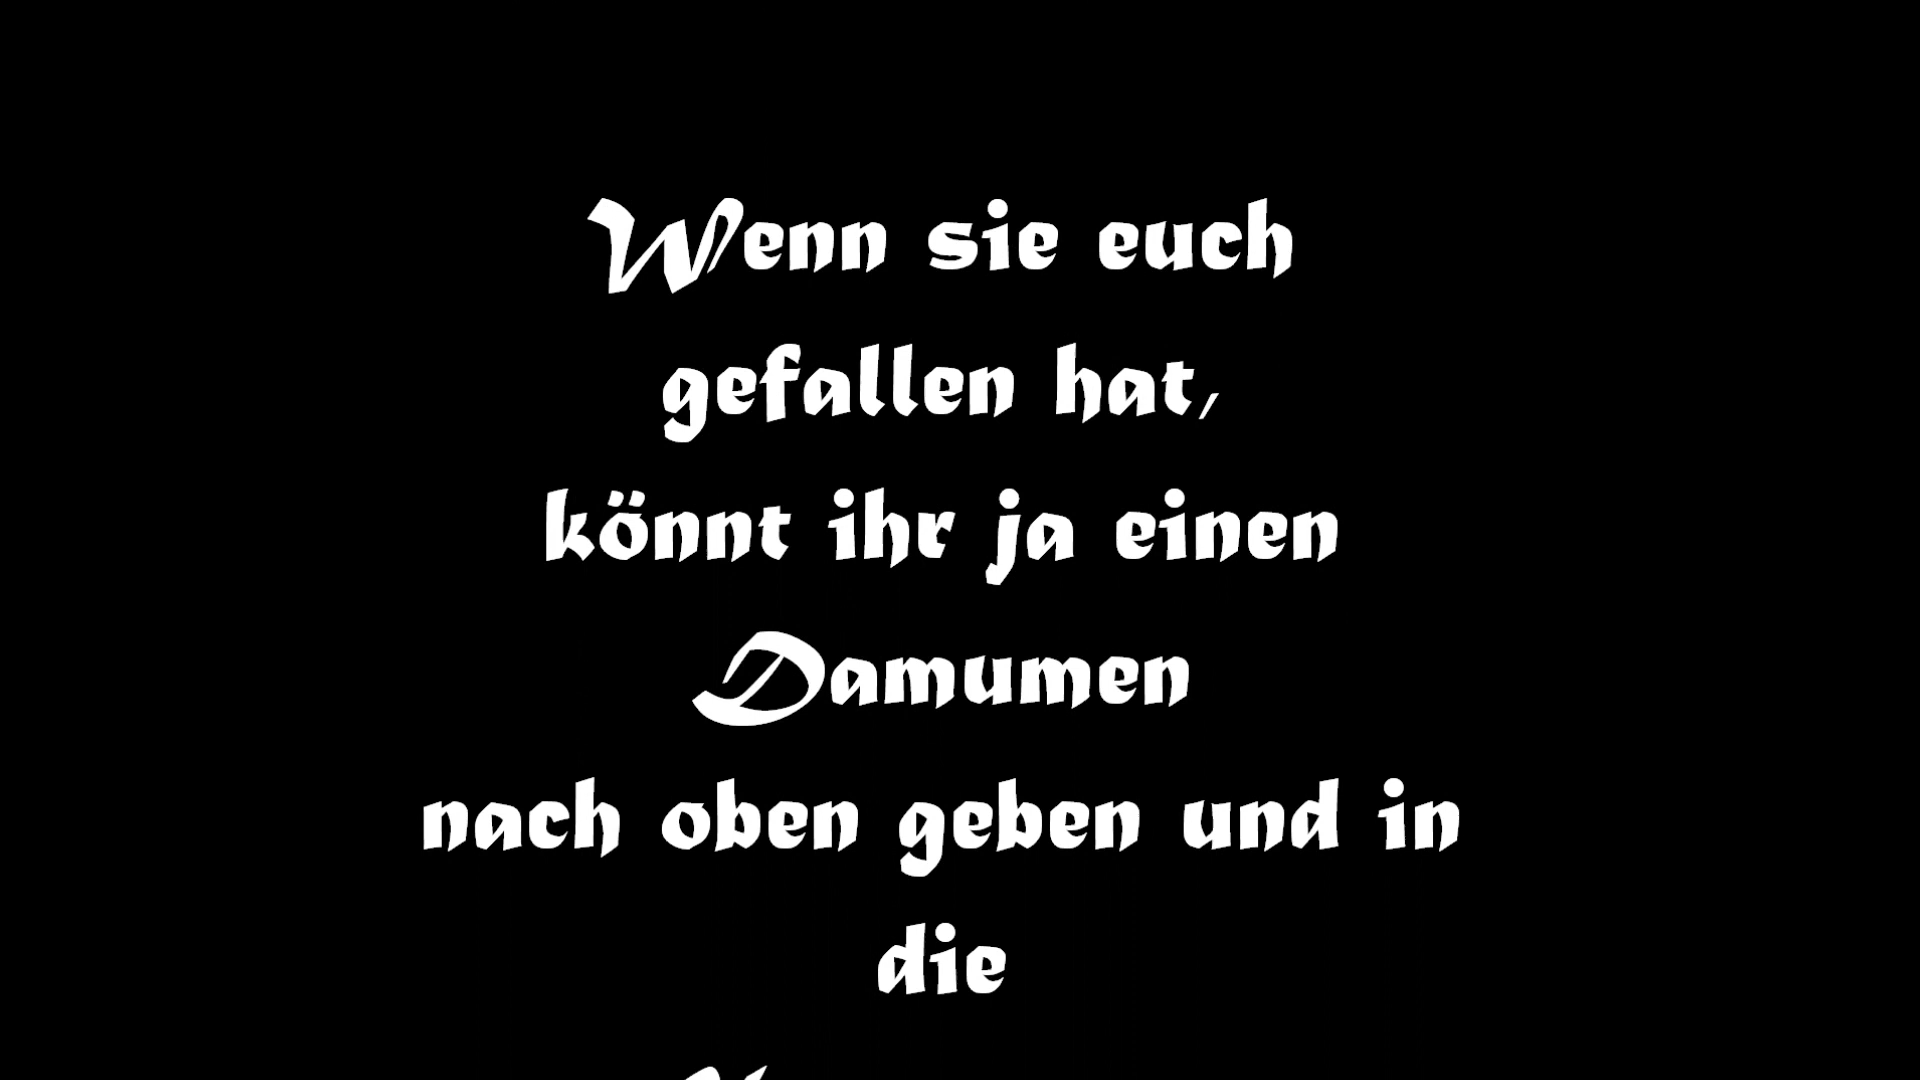 Wenn sie euch
gefallen hat,
könnt ihr ja einen
Damumen
nach oben geben und in
die